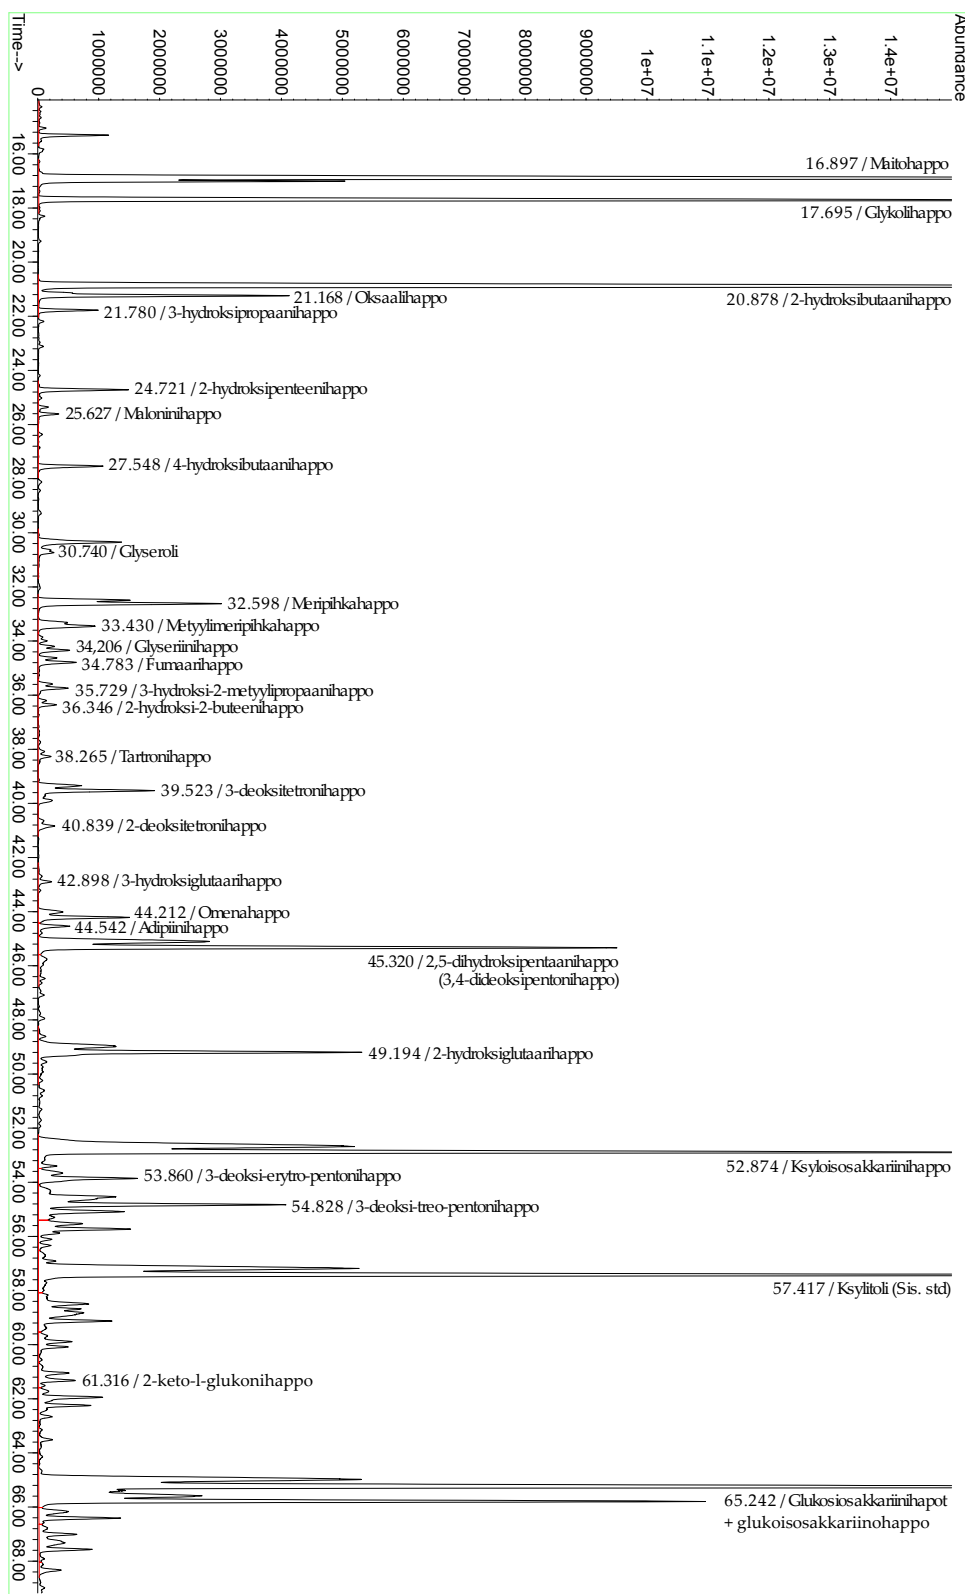 Abundance
1.4e+07
1.3e+07
1.2e+07
1.1e+07
1e+07
9000000
8000000
7000000
6000000
5000000
4000000
3000000
2000000
1000000
0
Time-->
16.00
18.00
20.00
22.00
24.00
26.00
28.00
30.00
32.00
34.00
36.00
38.00
40.00
42.00
44.00
46.00
48.00
50.00
52.00
54.00
56.00
58.00
60.00
62.00
64.00
66.00
68.00
16.897 / Maitohappo
17.695 / Glykolihappo
20.878 / 2-hydroksibutaanihappo
21.168 / Oksaalihappo
21.780 / 3-hydroksipropaanihappo
24.721 / 2-hydroksipenteenihappo
25.627 / Maloninihappo
27.548 / 4-hydroksibutaanihappo
30.740 / Glyseroli
32.598 / Meripihkahappo
33.430 / Metyylimeripihkahappo
34,206 / Glyseriinihappo
34.783 / Fumaarihappo
35.729 / 3-hydroksi-2-metyylipropaanihappo
36.346 / 2-hydroksi-2-buteenihappo
38.265 / Tartronihappo
39.523 / 3-deoksitetronihappo
40.839 / 2-deoksitetronihappo
42.898 / 3-hydroksiglutaarihappo
44.212 / Omenahappo
44.542 / Adipiinihappo
45.320 / 2,5-dihydroksipentaanihappo
(3,4-dideoksipentonihappo)
49.194 / 2-hydroksiglutaarihappo
52.874 / Ksyloisosakkariinihappo
53.860 / 3-deoksi-erytro-pentonihappo
54.828 / 3-deoksi-treo-pentonihappo
57.417 / Ksylitoli (Sis. std)
61.316 / 2-keto-l-glukonihappo
65.242 / Glukosiosakkariinihapot
+ glukoisosakkariinohappo